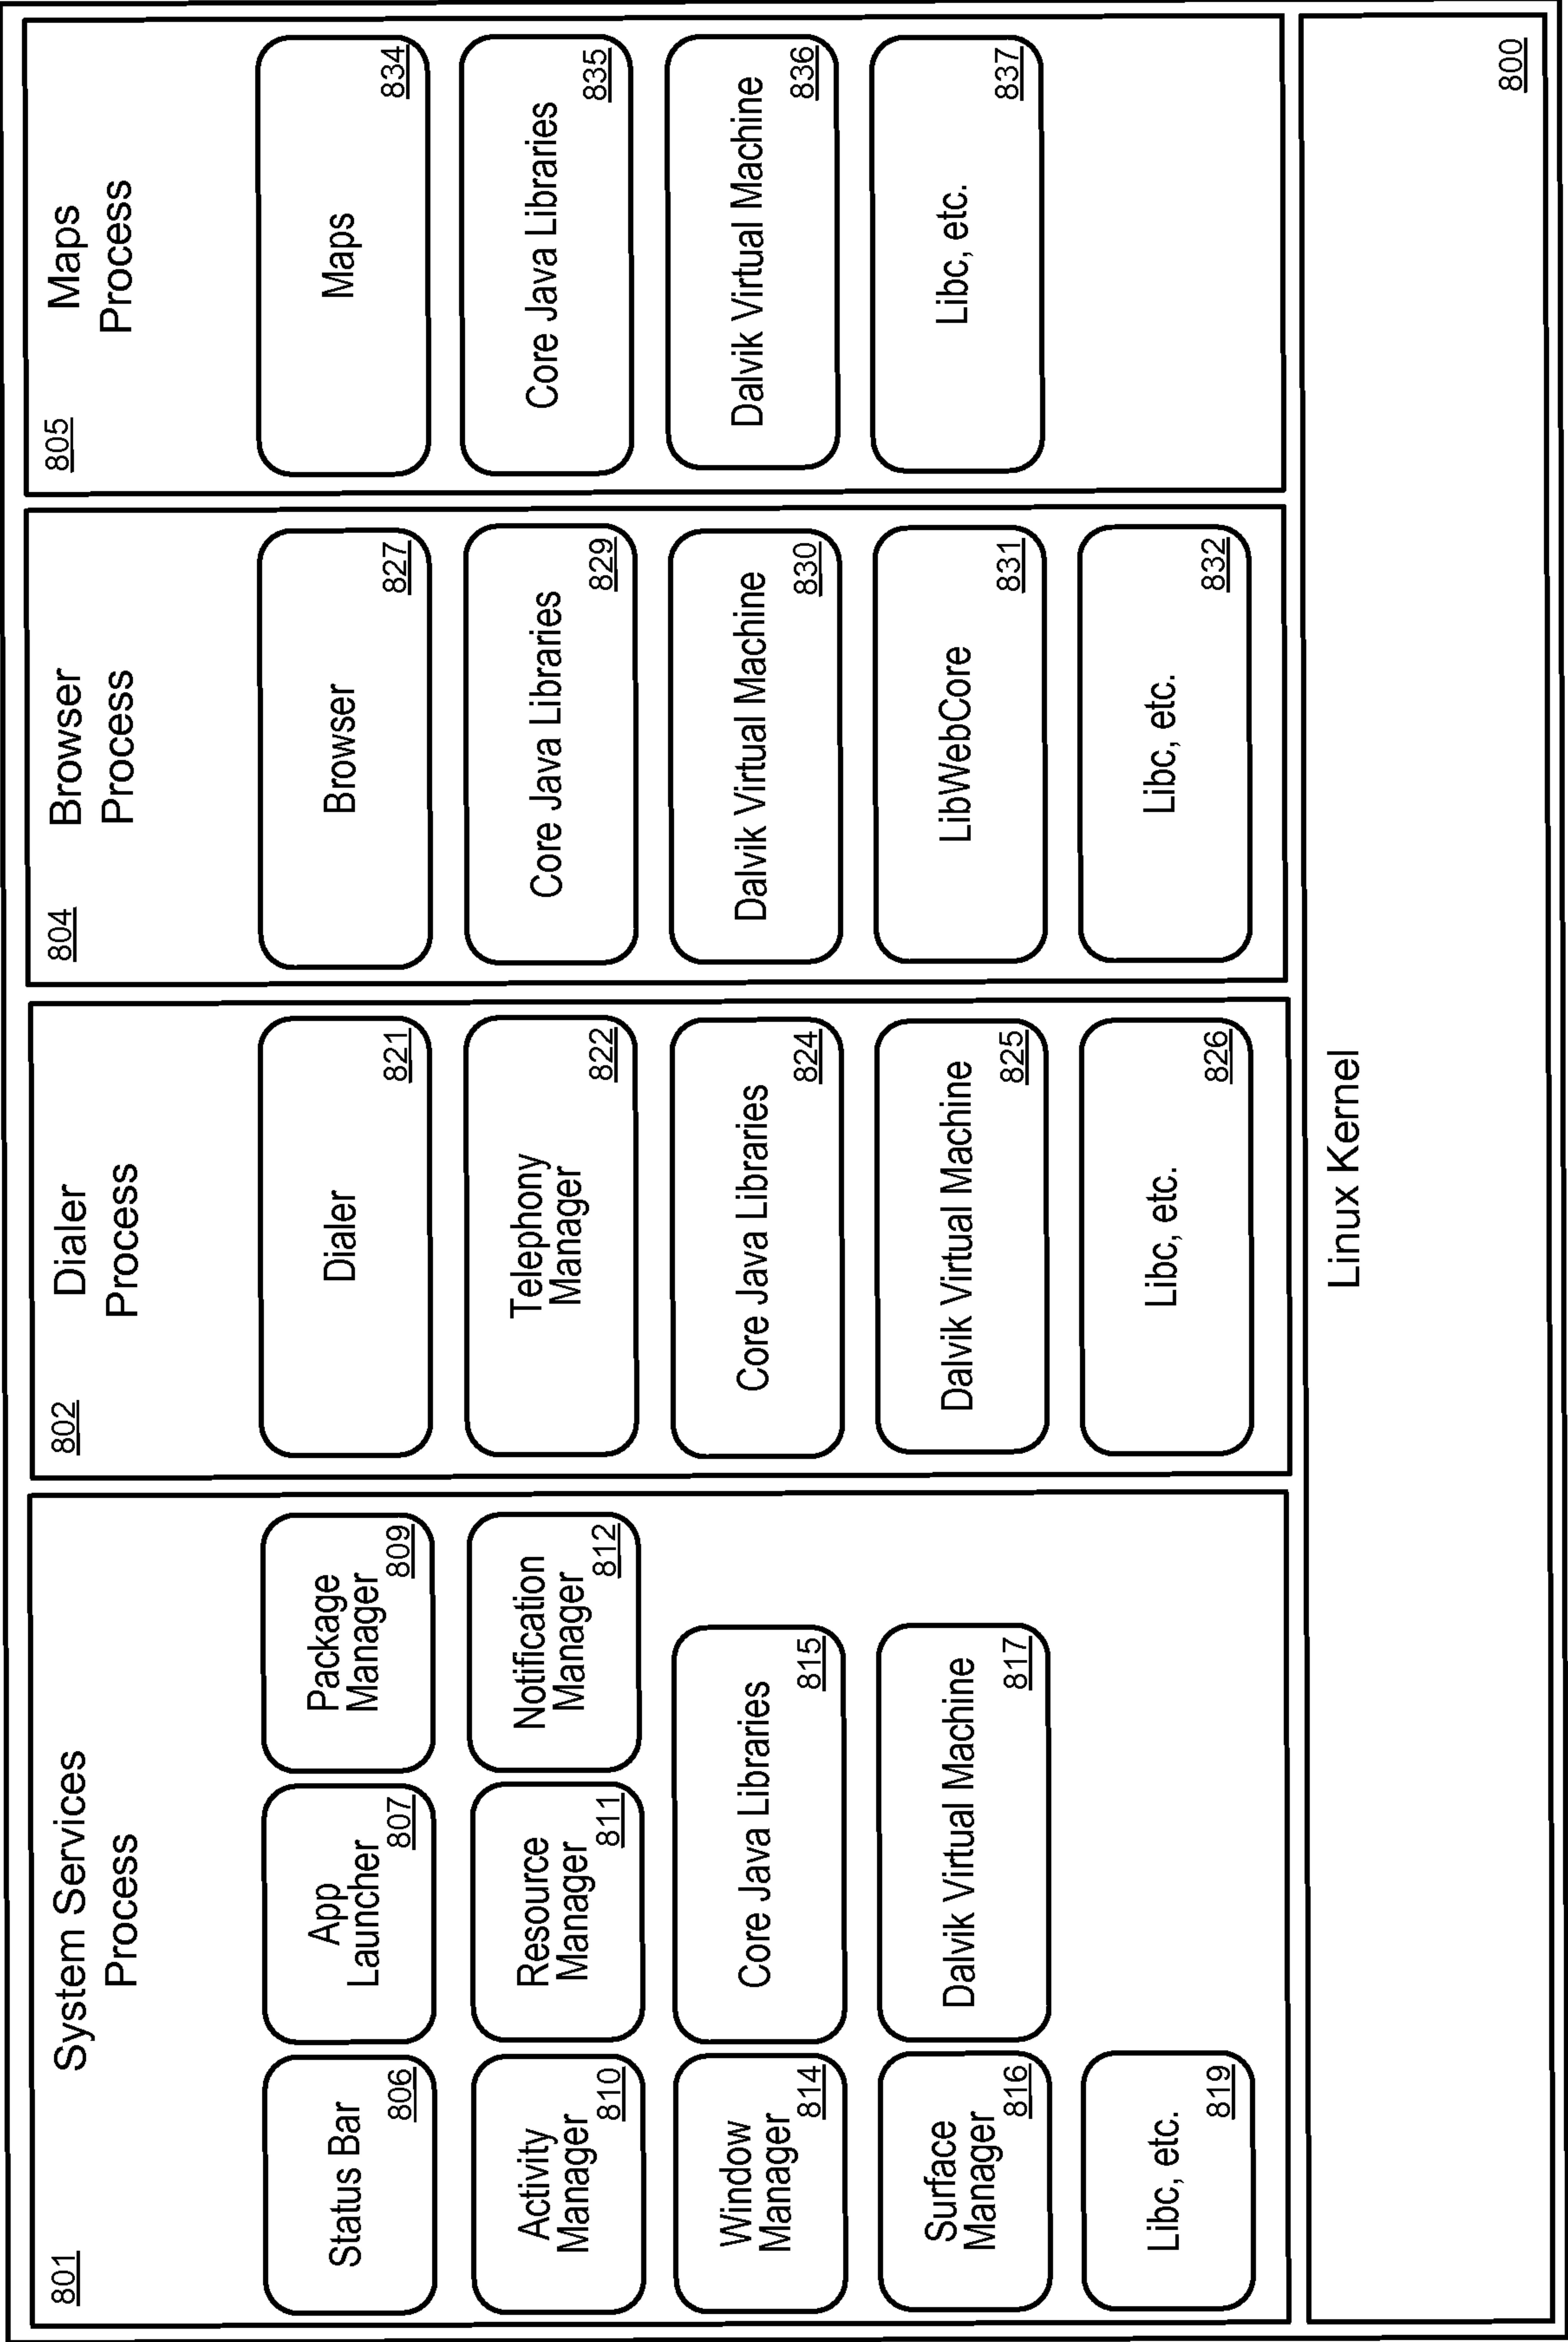 801
System Services
Process
Status Bar
806
App
Launcher
807
Package
Manager
809
Activity
Manager
810
Resource
Manager
811
Notification
Manager
812
Window
Manager
814
Core Java Libraries
815
Surface
Manager
816
Dalvik Virtual Machine
817
Libc, etc.
819
802
Dialer
Process
Dialer
821
Telephony
Manager
822
Core Java Libraries
824
Dalvik Virtual Machine
825
Libc, etc.
826
804
Browser
Process
Browser
827
Core Java Libraries
829
Dalvik Virtual Machine
830
LibWebCore
831
Libc, etc.
832
805
Maps
Process
Maps
834
Core Java Libraries
835
Dalvik Virtual Machine
836
Libc, etc.
837
Linux Kernel
800